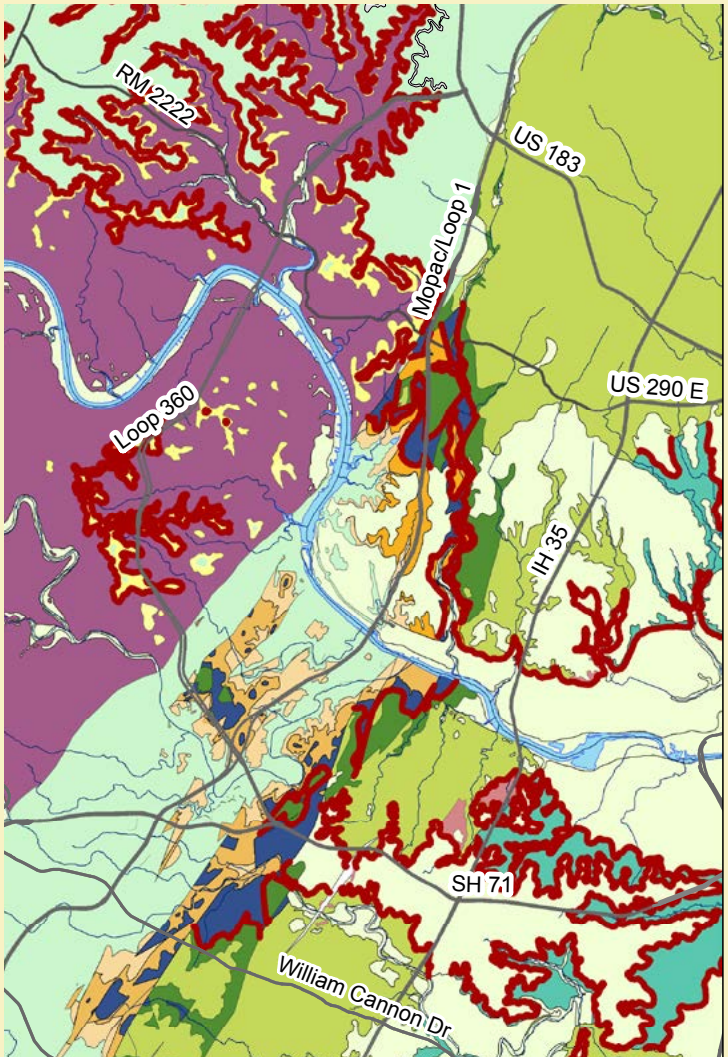 RM 2222
US 183
Mopac/Loop 1
US 290 E
Loop 360
IH 35
SH 71
William Cannon Dr